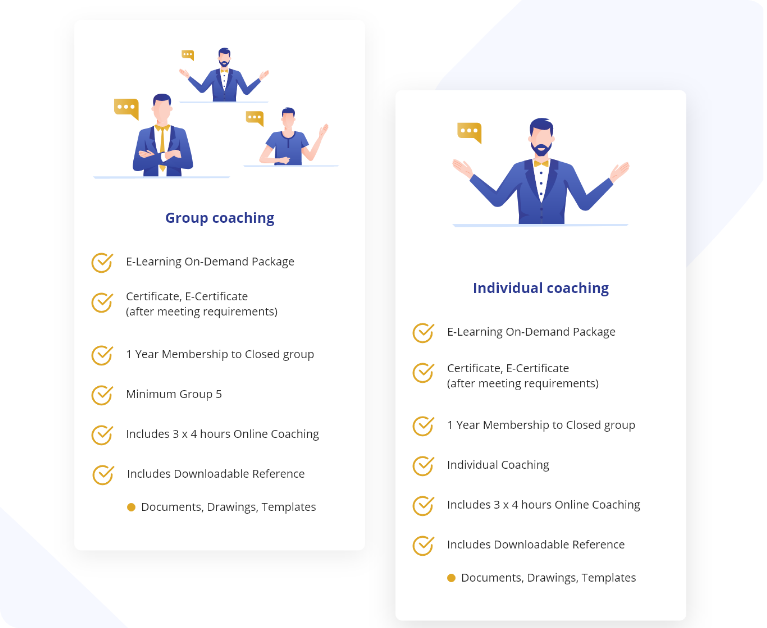 Group coaching
E-Learning On-Demand Package
Certificate, E-Certificate
(after meeting requirements)
1 Year Membership to Closed group
Minimum Group 5
Includes 3 x 4 hours Online Coaching
Includes Downloadable Reference
Documents, Drawings, Templates
Individual coaching
E-Learning On-Demand Package
Certificate, E-Certificate
(after meeting requirements)
1 Year Membership to Closed group
Individual Coaching
Includes 3 x 4 hours Online Coaching
Includes Downloadable Reference
Documents, Drawings, Templates